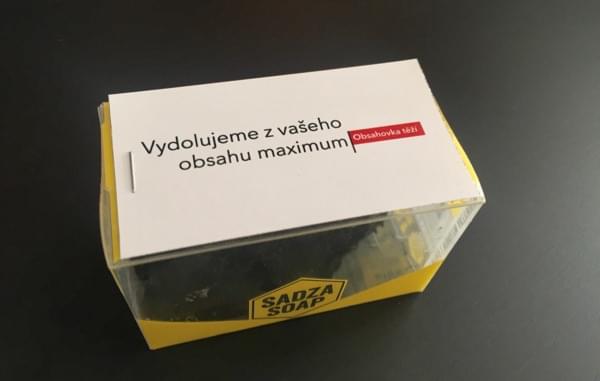 Vydolujeme z vašeho
obsahu maximum
Obsahovka těží
SADZA
SOAP